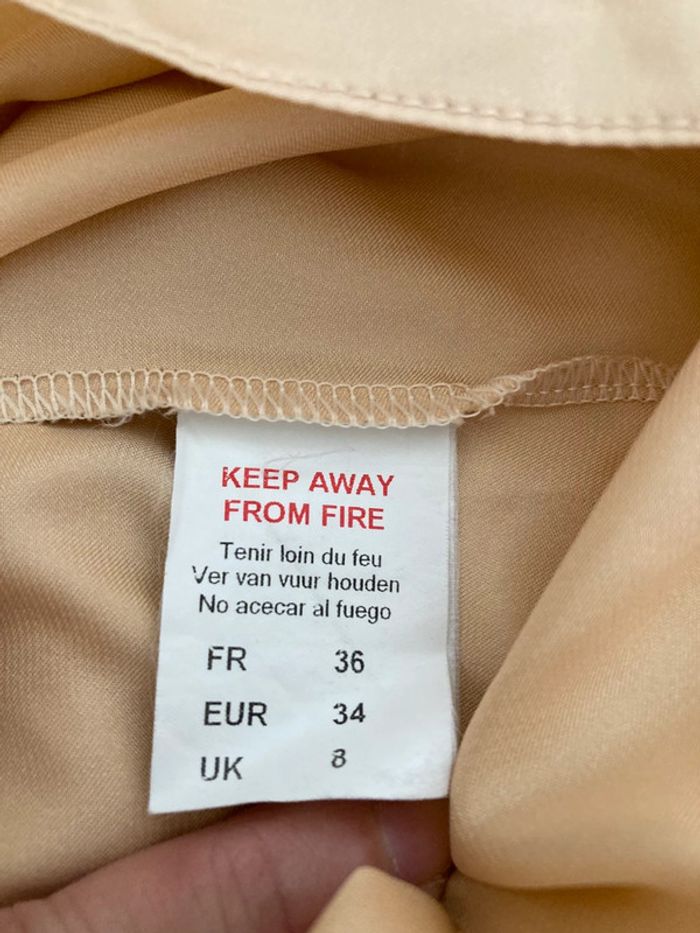 KEEP AWAY
FROM FIRE
Tenir loin du feu
Ver van vuur houden
No acecar al fuego
FR 36
EUR 34
UK 8